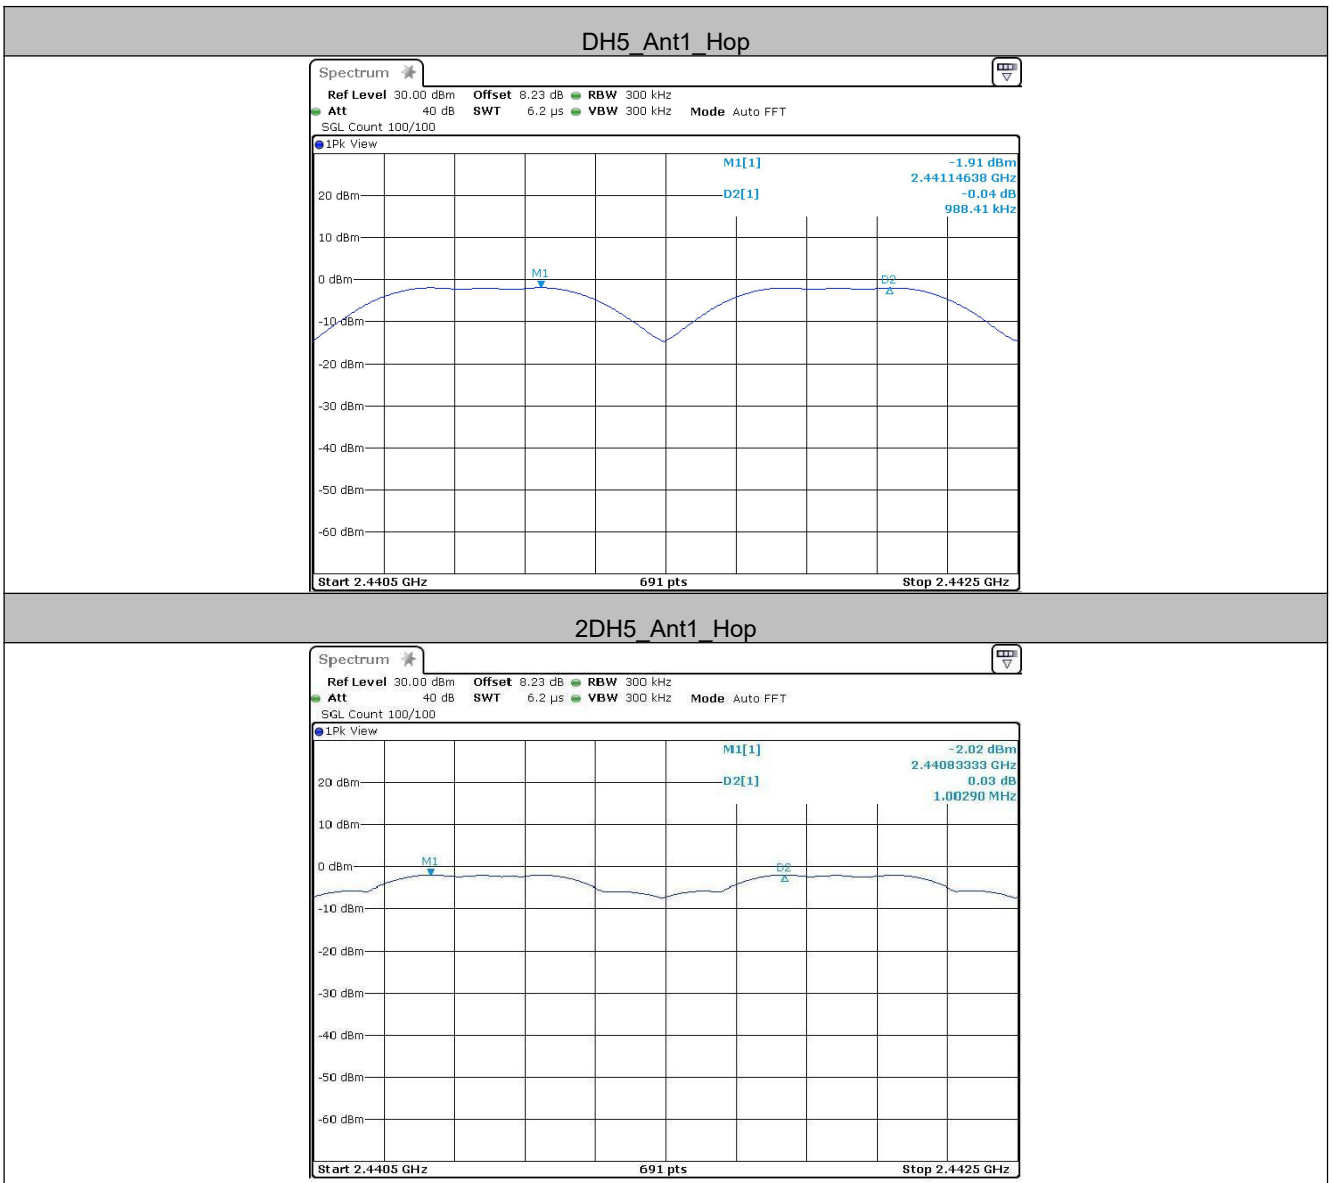 DH5_Ant1_Hop
Spectrum
Ref Level 30.00 dBm Offset 8.23 dB RBW 300 kHz
Att 40 dB SWT 6.2 µs VBW 300 kHz Mode Auto FFT
SGL Count 100/100
1Pk View
M1[1] -1.91 dBm
2.44114638 GHz
20 dBm D2[1] -0.04 dB
988.41 kHz
10 dBm
M1
0 dBm D2
-10 dBm
-20 dBm
-30 dBm
-40 dBm
-50 dBm
-60 dBm
Start 2.4405 GHz 691 pts Stop 2.4425 GHz
2DH5_Ant1_Hop
Spectrum
Ref Level 30.00 dBm Offset 8.23 dB RBW 300 kHz
Att 40 dB SWT 6.2 µs VBW 300 kHz Mode Auto FFT
SGL Count 100/100
1Pk View
M1[1] -2.02 dBm
2.44083333 GHz
20 dBm D2[1] 0.03 dB
1.00290 MHz
10 dBm
M1
0 dBm D2
-10 dBm
-20 dBm
-30 dBm
-40 dBm
-50 dBm
-60 dBm
Start 2.4405 GHz 691 pts Stop 2.4425 GHz